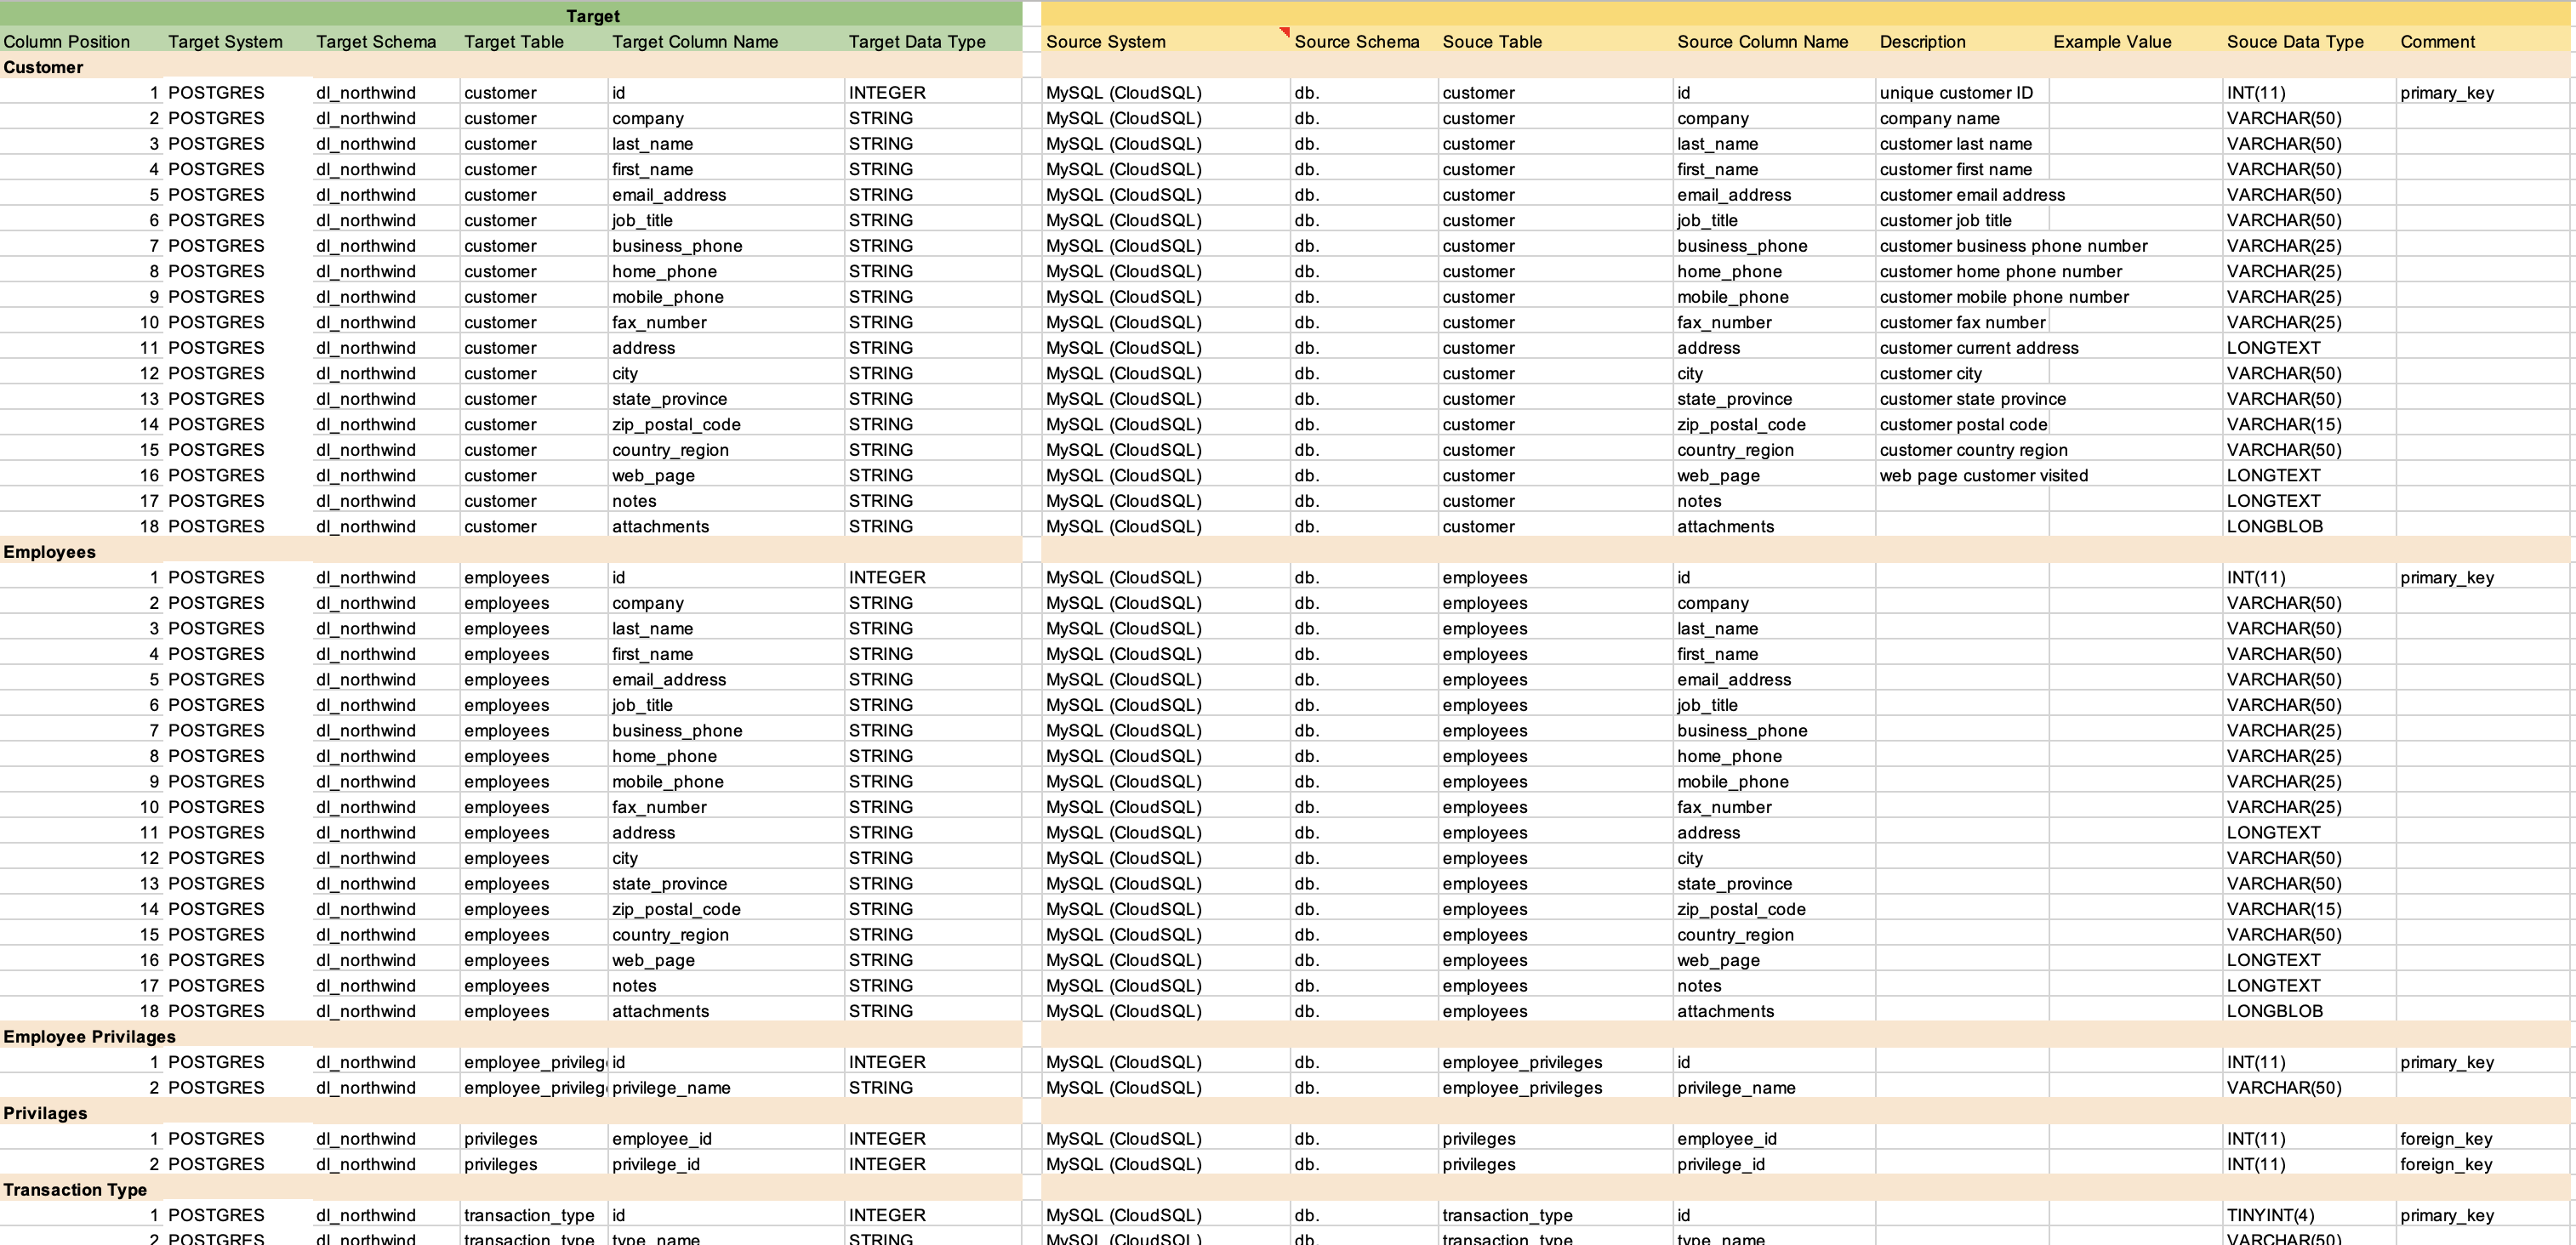 Target
Column Position Target System Target Schema Target Table Target Column Name Target Data Type Source System Source Schema Souce Table Source Column Name Description Example Value Souce Data Type Comment
Customer
1 POSTGRES dl_northwind customer id INTEGER MySQL (CloudSQL) db. customer id unique customer ID INT(11) primary_key
2 POSTGRES dl_northwind customer company STRING MySQL (CloudSQL) db. customer company company name VARCHAR(50)
3 POSTGRES dl_northwind customer last_name STRING MySQL (CloudSQL) db. customer last_name customer last name VARCHAR(50)
4 POSTGRES dl_northwind customer first_name STRING MySQL (CloudSQL) db. customer first_name customer first name VARCHAR(50)
5 POSTGRES dl_northwind customer email_address STRING MySQL (CloudSQL) db. customer email_address customer email address VARCHAR(50)
6 POSTGRES dl_northwind customer job_title STRING MySQL (CloudSQL) db. customer job_title customer job title VARCHAR(50)
7 POSTGRES dl_northwind customer business_phone STRING MySQL (CloudSQL) db. customer business_phone customer business phone number VARCHAR(25)
8 POSTGRES dl_northwind customer home_phone STRING MySQL (CloudSQL) db. customer home_phone customer home phone number VARCHAR(25)
9 POSTGRES dl_northwind customer mobile_phone STRING MySQL (CloudSQL) db. customer mobile_phone customer mobile phone number VARCHAR(25)
10 POSTGRES dl_northwind customer fax_number STRING MySQL (CloudSQL) db. customer fax_number customer fax number VARCHAR(25)
11 POSTGRES dl_northwind customer address STRING MySQL (CloudSQL) db. customer address customer current address LONGTEXT
12 POSTGRES dl_northwind customer city STRING MySQL (CloudSQL) db. customer city customer city VARCHAR(50)
13 POSTGRES dl_northwind customer state_province STRING MySQL (CloudSQL) db. customer state_province customer state province VARCHAR(50)
14 POSTGRES dl_northwind customer zip_postal_code STRING MySQL (CloudSQL) db. customer zip_postal_code customer postal code VARCHAR(15)
15 POSTGRES dl_northwind customer country_region STRING MySQL (CloudSQL) db. customer country_region customer country region VARCHAR(50)
16 POSTGRES dl_northwind customer web_page STRING MySQL (CloudSQL) db. customer web_page web page customer visited LONGTEXT
17 POSTGRES dl_northwind customer notes STRING MySQL (CloudSQL) db. customer notes LONGTEXT
18 POSTGRES dl_northwind customer attachments STRING MySQL (CloudSQL) db. customer attachments LONGBLOB
Employees
1 POSTGRES dl_northwind employees id INTEGER MySQL (CloudSQL) db. employees id INT(11) primary_key
2 POSTGRES dl_northwind employees company STRING MySQL (CloudSQL) db. employees company VARCHAR(50)
3 POSTGRES dl_northwind employees last_name STRING MySQL (CloudSQL) db. employees last_name VARCHAR(50)
4 POSTGRES dl_northwind employees first_name STRING MySQL (CloudSQL) db. employees first_name VARCHAR(50)
5 POSTGRES dl_northwind employees email_address STRING MySQL (CloudSQL) db. employees email_address VARCHAR(50)
6 POSTGRES dl_northwind employees job_title STRING MySQL (CloudSQL) db. employees job_title VARCHAR(50)
7 POSTGRES dl_northwind employees business_phone STRING MySQL (CloudSQL) db. employees business_phone VARCHAR(25)
8 POSTGRES dl_northwind employees home_phone STRING MySQL (CloudSQL) db. employees home_phone VARCHAR(25)
9 POSTGRES dl_northwind employees mobile_phone STRING MySQL (CloudSQL) db. employees mobile_phone VARCHAR(25)
10 POSTGRES dl_northwind employees fax_number STRING MySQL (CloudSQL) db. employees fax_number VARCHAR(25)
11 POSTGRES dl_northwind employees address STRING MySQL (CloudSQL) db. employees address LONGTEXT
12 POSTGRES dl_northwind employees city STRING MySQL (CloudSQL) db. employees city VARCHAR(50)
13 POSTGRES dl_northwind employees state_province STRING MySQL (CloudSQL) db. employees state_province VARCHAR(50)
14 POSTGRES dl_northwind employees zip_postal_code STRING MySQL (CloudSQL) db. employees zip_postal_code VARCHAR(15)
15 POSTGRES dl_northwind employees country_region STRING MySQL (CloudSQL) db. employees country_region VARCHAR(50)
16 POSTGRES dl_northwind employees web_page STRING MySQL (CloudSQL) db. employees web_page LONGTEXT
17 POSTGRES dl_northwind employees notes STRING MySQL (CloudSQL) db. employees notes LONGTEXT
18 POSTGRES dl_northwind employees attachments STRING MySQL (CloudSQL) db. employees attachments LONGBLOB
Employee Privilages
1 POSTGRES dl_northwind employee_privileg id INTEGER MySQL (CloudSQL) db. employee_privileges id INT(11) primary_key
2 POSTGRES dl_northwind employee_privileg privilege_name STRING MySQL (CloudSQL) db. employee_privileges privilege_name VARCHAR(50)
Privilages
1 POSTGRES dl_northwind privileges employee_id INTEGER MySQL (CloudSQL) db. privileges employee_id INT(11) foreign_key
2 POSTGRES dl_northwind privileges privilege_id INTEGER MySQL (CloudSQL) db. privileges privilege_id INT(11) foreign_key
Transaction Type
1 POSTGRES dl_northwind transaction_type id INTEGER MySQL (CloudSQL) db. transaction_type id TINYINT(4) primary_key
2 POSTGRES dl_northwind transaction_type type_name STRING MySQL (CloudSQL) db. transaction_type type_name VARCHAR(50)